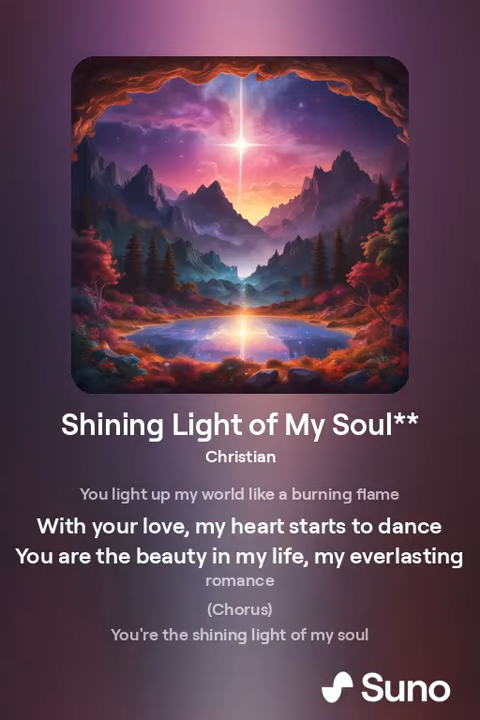 Shining Light of My Soul**
Christian
You light up my world like a burning flame
With your love, my heart starts to dance
You are the beauty in my life, my everlasting
romance
(Chorus)
You're the shining light of my soul
Suno